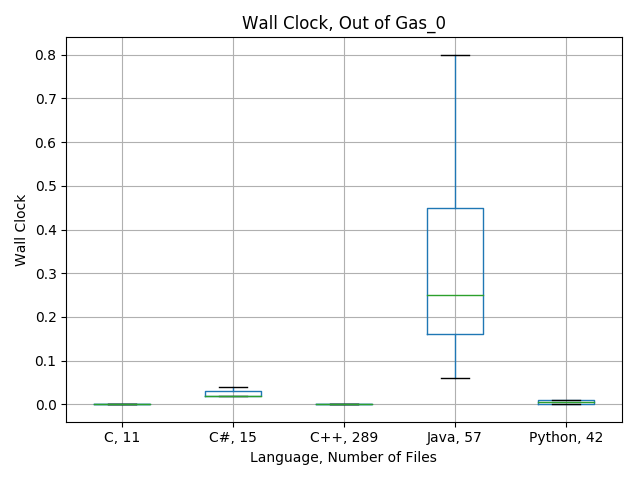 Wall Clock, Out of Gas_0
0.8
0.7
0.6
0.5
0.4
0.3
0.2
0.1
0.0
Wall Clock
C, 11
C#, 15
C++, 289
Java, 57
Python, 42
Language, Number of Files